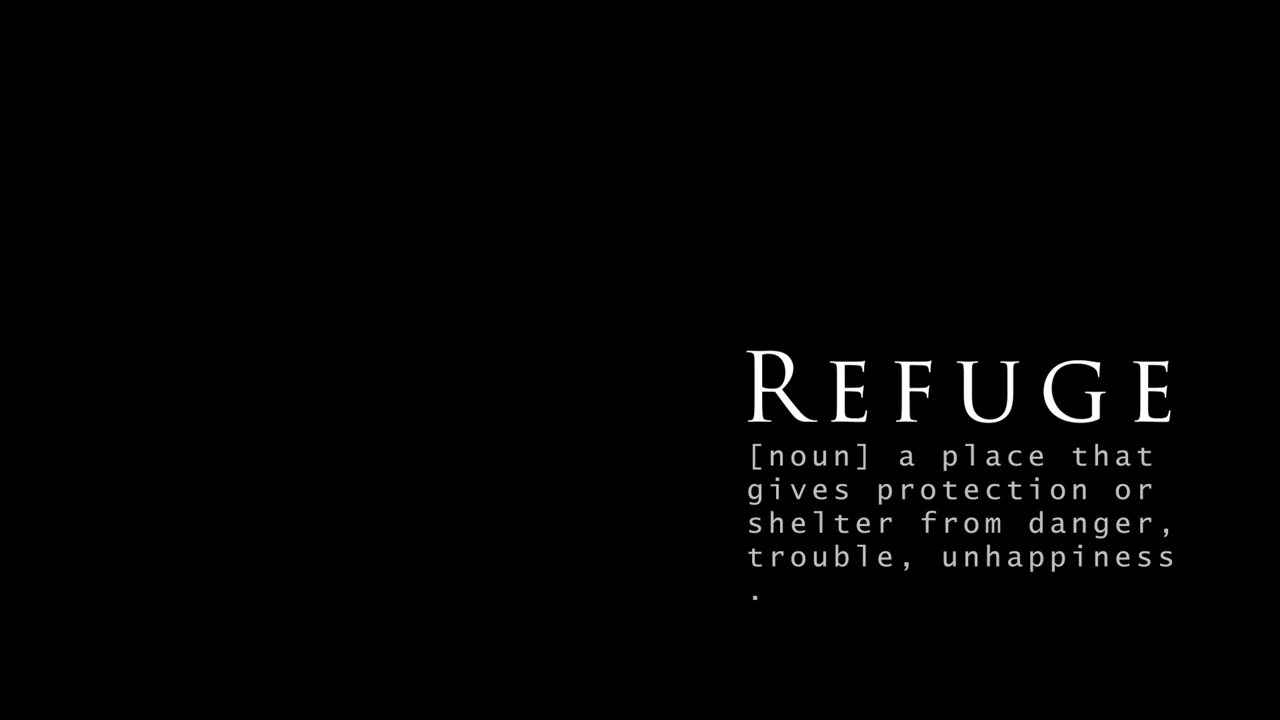 REFUGE
[noun] a place that
gives protection or
shelter from danger,
trouble, unhappiness
.